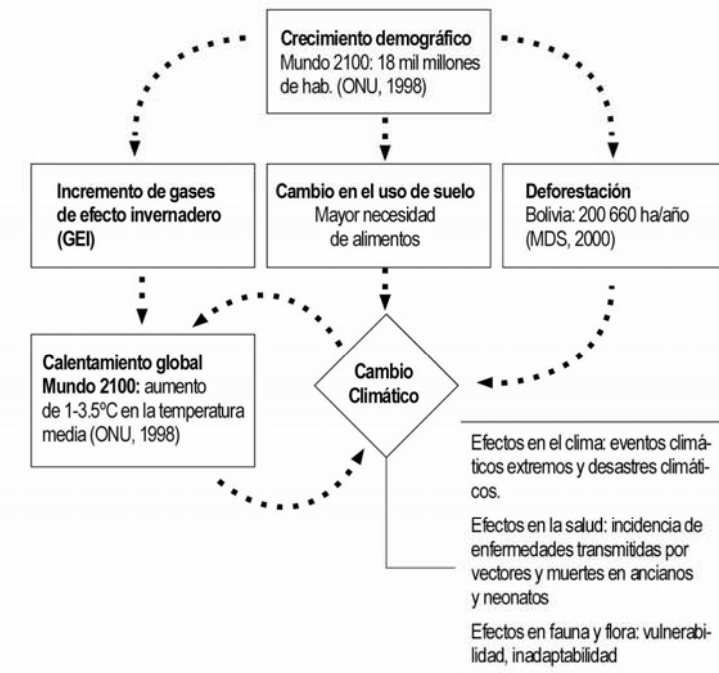 Crecimiento demográfico
Mundo 2100: 18 mil millones
de hab. (ONU, 1998)
Incremento de gases
de efecto invernadero
(GEI)
Cambio en el uso de suelo
Mayor necesidad
de alimentos
Deforestación
Bolivia: 200 660 ha/año
(MDS, 2000)
Calentamiento global
Mundo 2100: aumento
de 1-3.5ºC en la temperatura
media (ONU, 1998)
Cambio
Climático
Efectos en el clima: eventos climá-
ticos extremos y desastres climáti-
cos.
Efectos en la salud: incidencia de
enfermedades transmitidas por
vectores y muertes en ancianos
y neonatos
Efectos en fauna y flora: vulnerabi-
lidad, inadaptabilidad